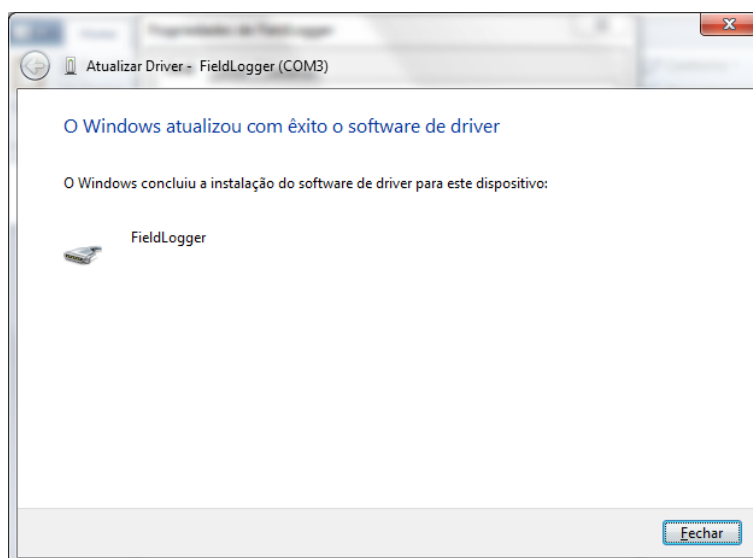 Atualizar Driver - FieldLogger (COM3)
O Windows atualizou com êxito o software de driver
O Windows concluiu a instalação do software de driver para este dispositivo:
FieldLogger
Fechar